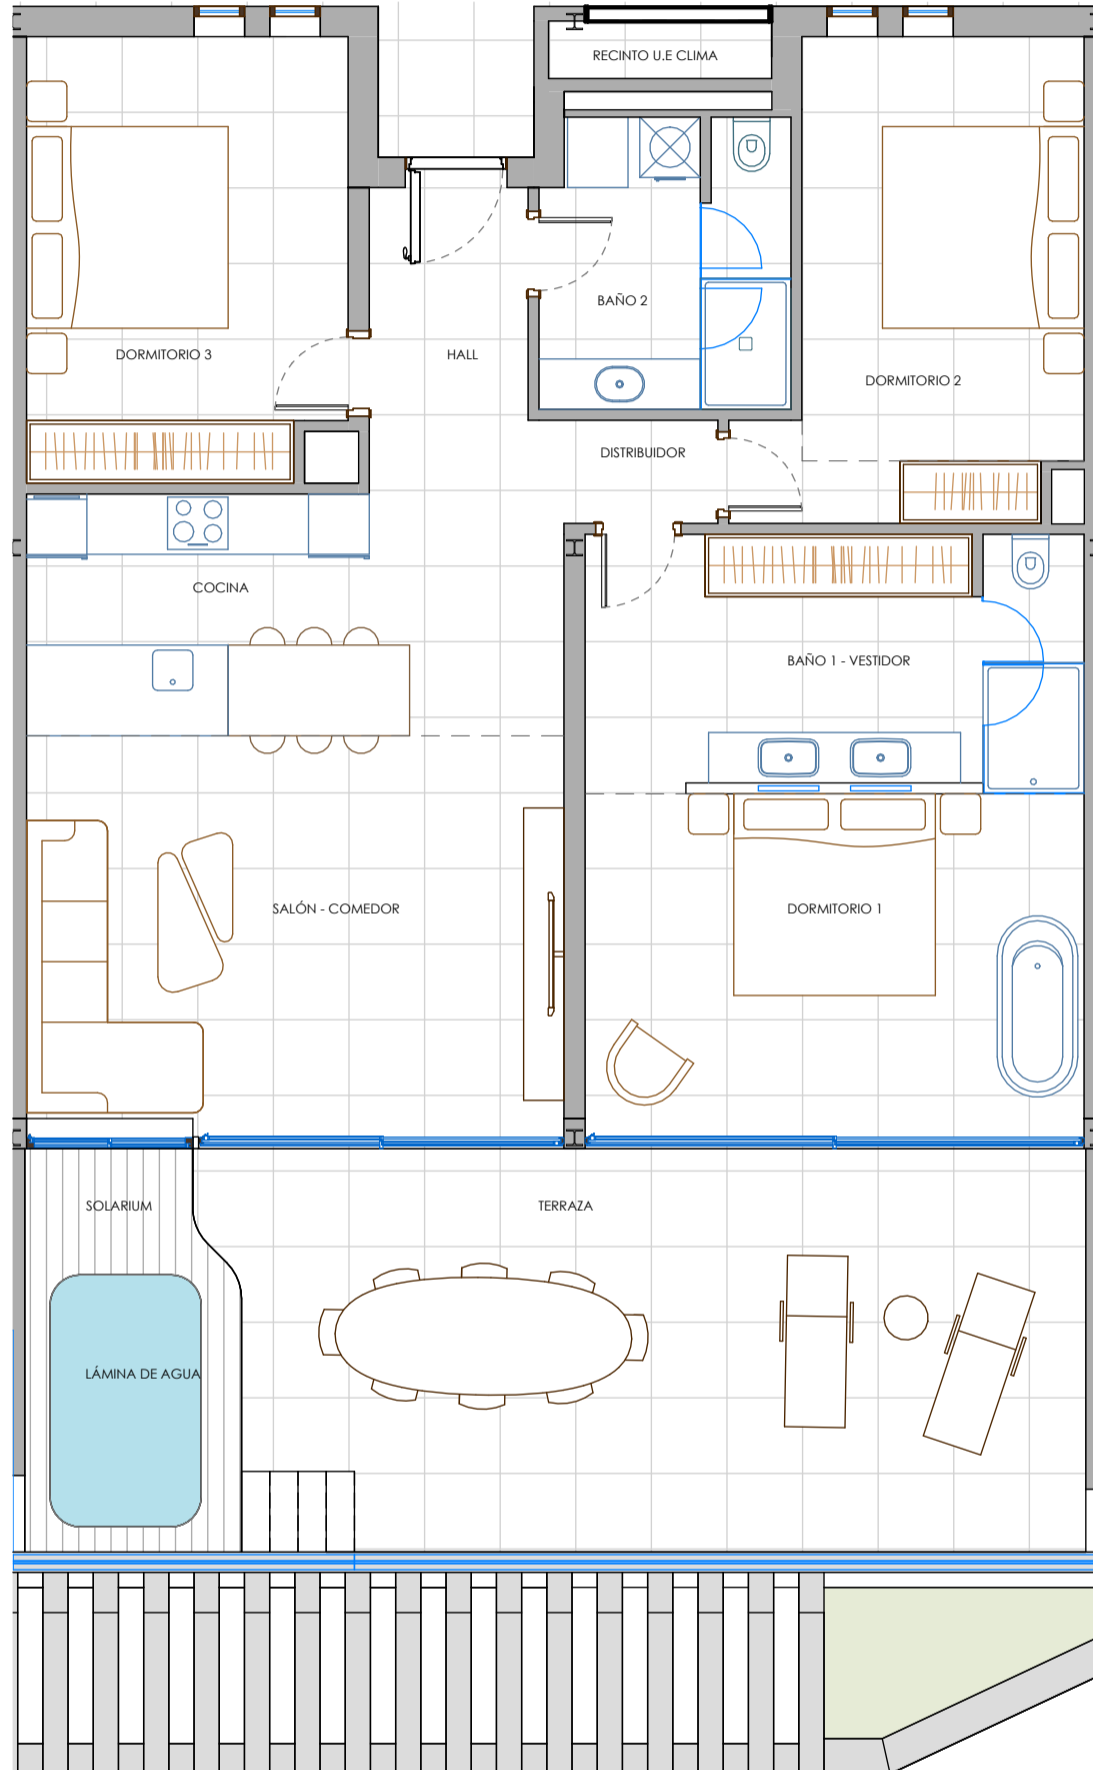 RECINTO U.E CLIMA
BAÑO 2
DORMITORIO 3
HALL
DORMITORIO 2
DISTRIBUIDOR
COCINA
BAÑO 1 - VESTIDOR
SALÓN - COMEDOR
DORMITORIO 1
SOLARIUM
TERRAZA
LÁMINA DE AGUA